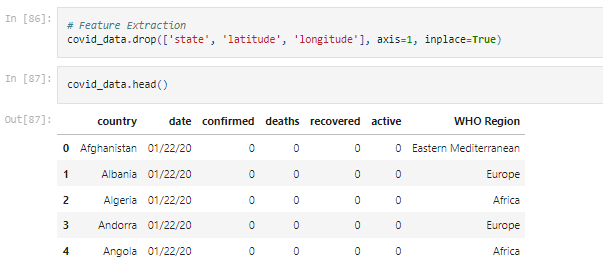 In [86]:
# Feature Extraction
covid_data.drop(['state', 'latitude', 'longitude'], axis=1, inplace=True)
In [87]:
covid_data.head()
Out[87]:
country date confirmed deaths recovered active WHO Region
0 Afghanistan 01/22/20 0 0 0 0 Eastern Mediterranean
1 Albania 01/22/20 0 0 0 0 Europe
2 Algeria 01/22/20 0 0 0 0 Africa
3 Andorra 01/22/20 0 0 0 0 Europe
4 Angola 01/22/20 0 0 0 0 Africa